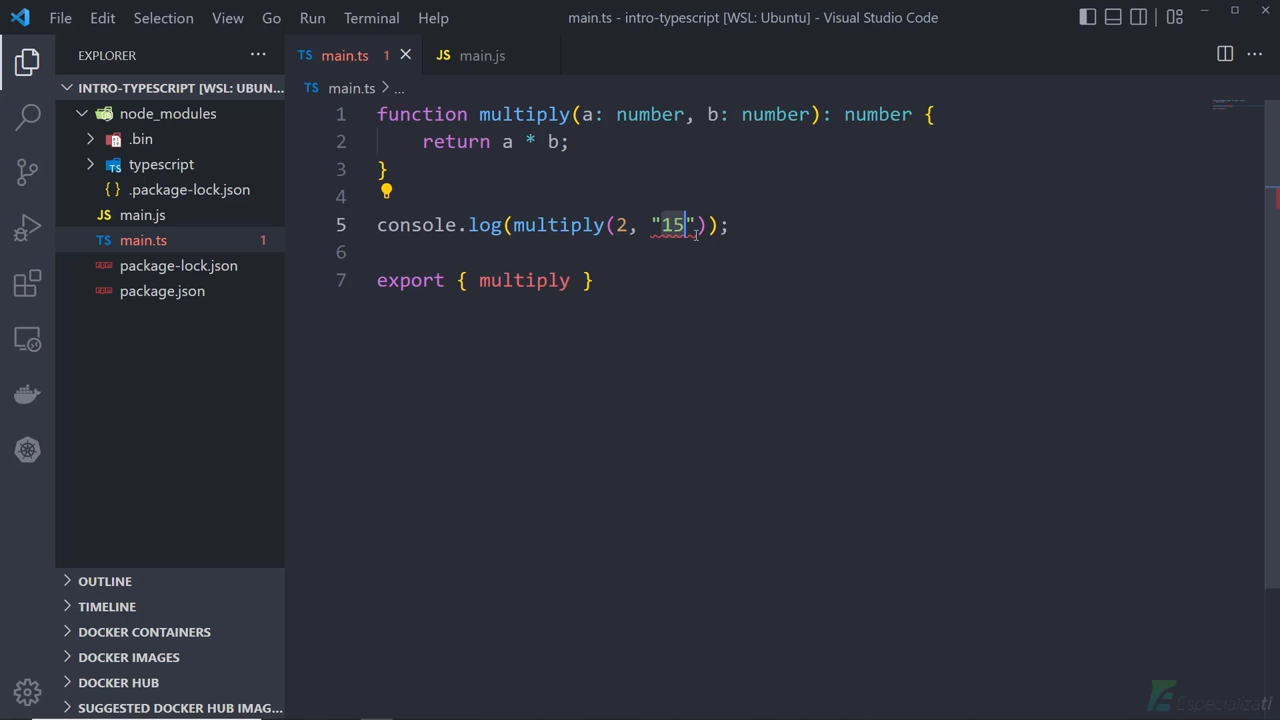 File Edit Selection View Go Run Terminal Help main.ts - intro-typescript [WSL: Ubuntu] - Visual Studio Code
EXPLORER
TS main.ts 1 JS main.js
INTRO-TYPESCRIPT [WSL: UBUN...
TS main.ts > ...
node_modules
.bin
TS typescript
{} .package-lock.json
JS main.js
TS main.ts 1
package-lock.json
package.json
1 function multiply(a: number, b: number): number {
2 return a * b;
3 }
4
5 console.log(multiply(2, "15"));
6
7 export { multiply }
OUTLINE
TIMELINE
DOCKER CONTAINERS
DOCKER IMAGES
DOCKER HUB
SUGGESTED DOCKER HUB IMAG...
Especializati